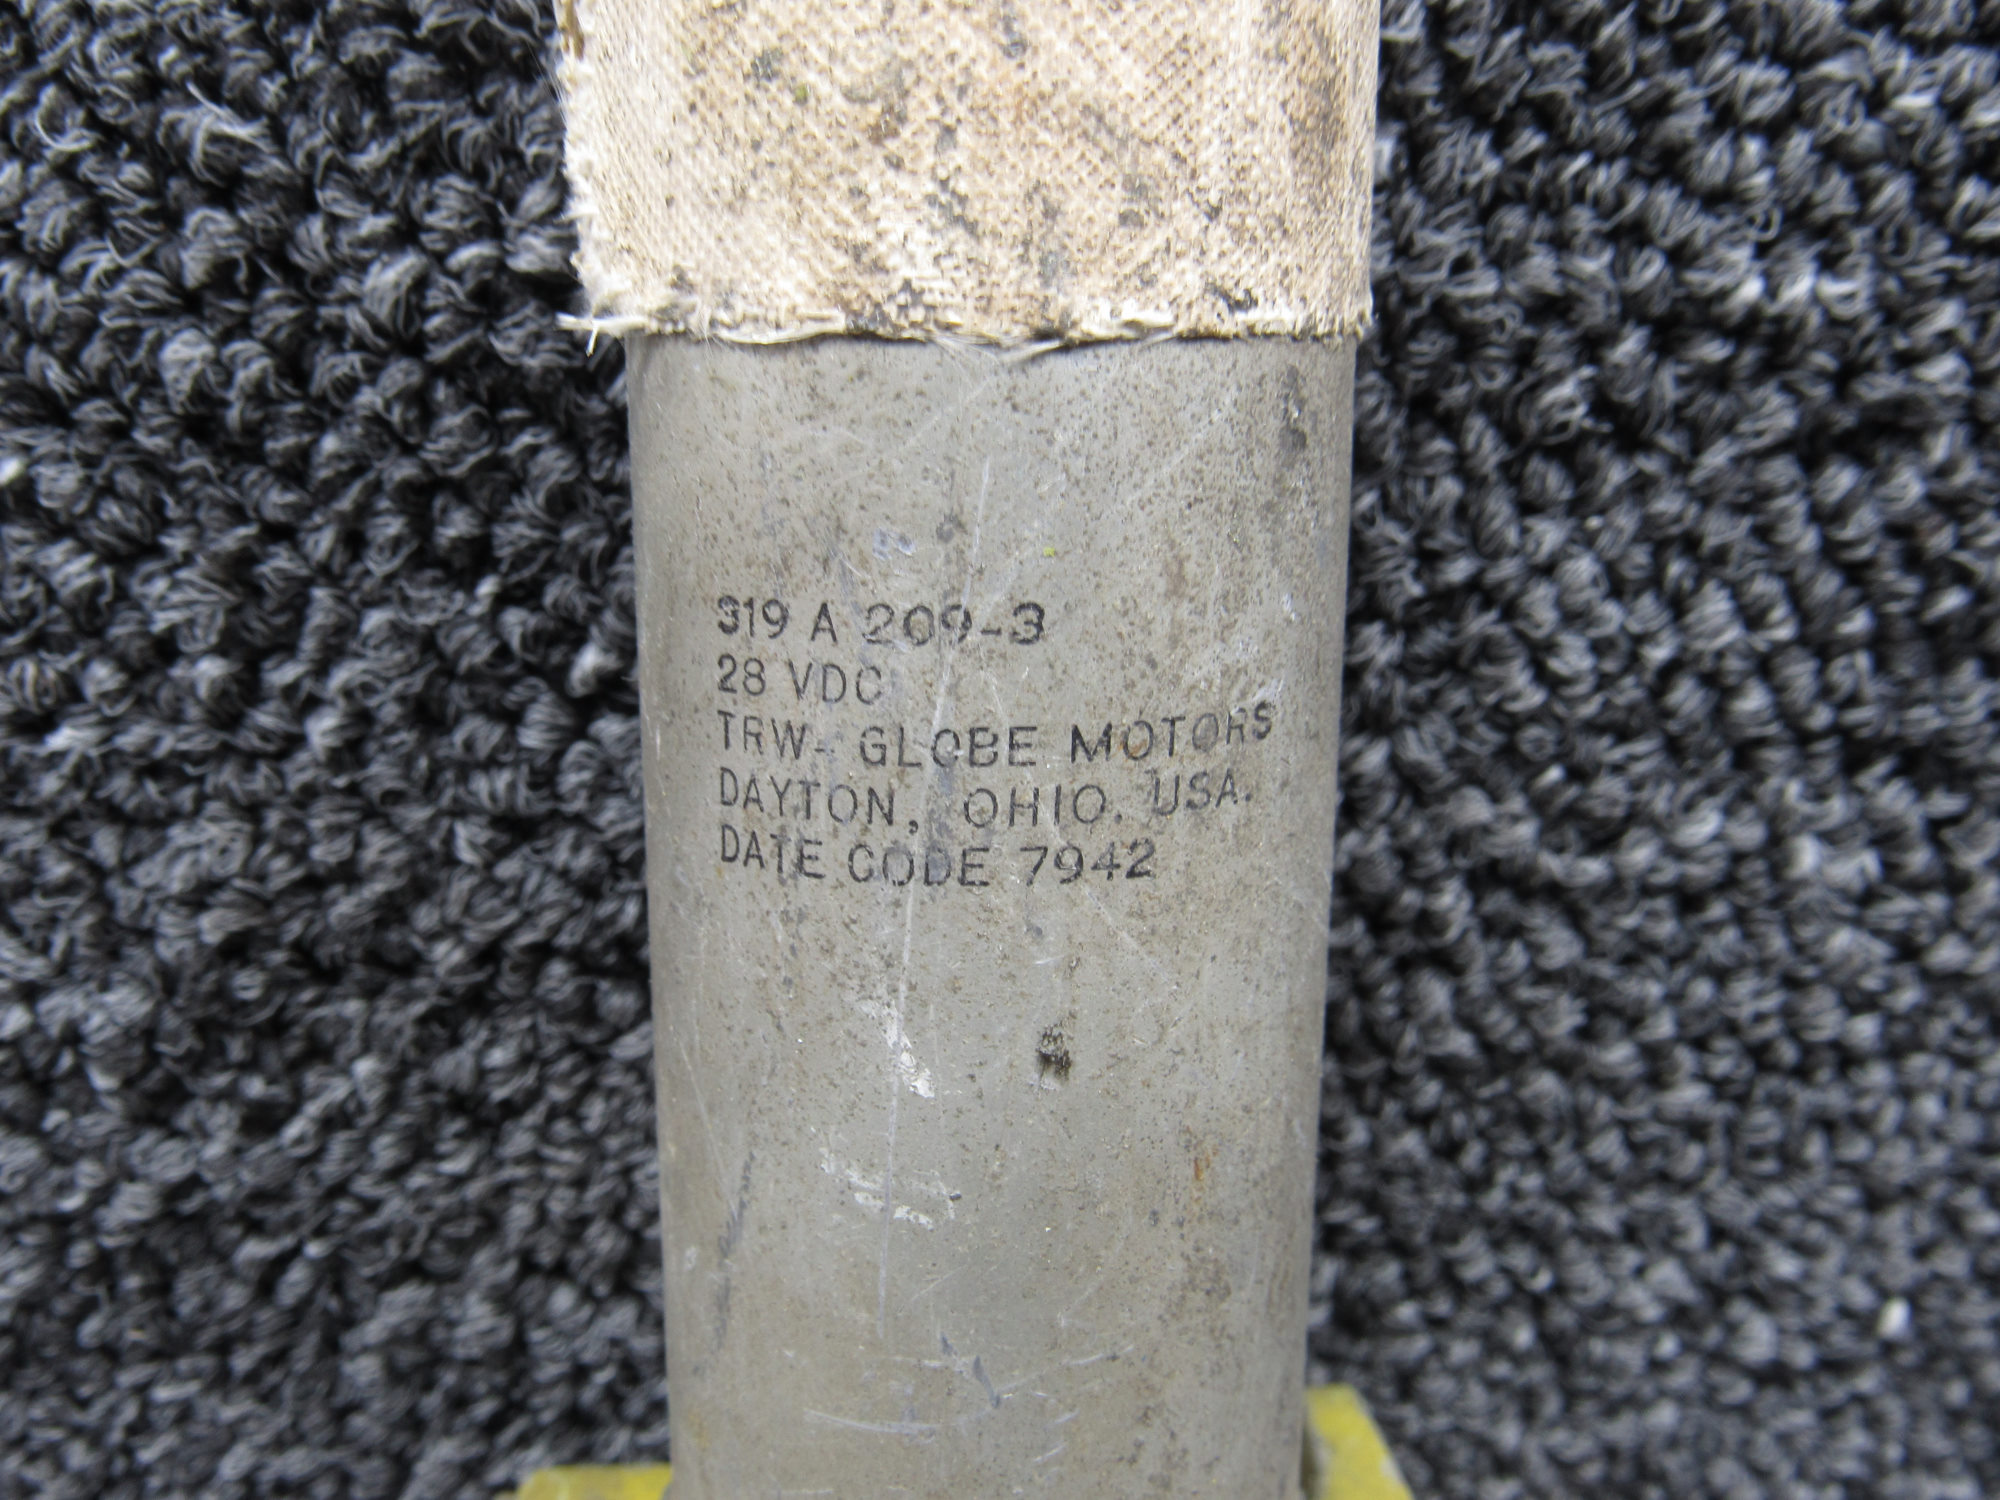 319 A 209-3
28 VDC
TRW- GLOBE MOTORS
DAYTON, OHIO. USA.
DATE CODE 7942